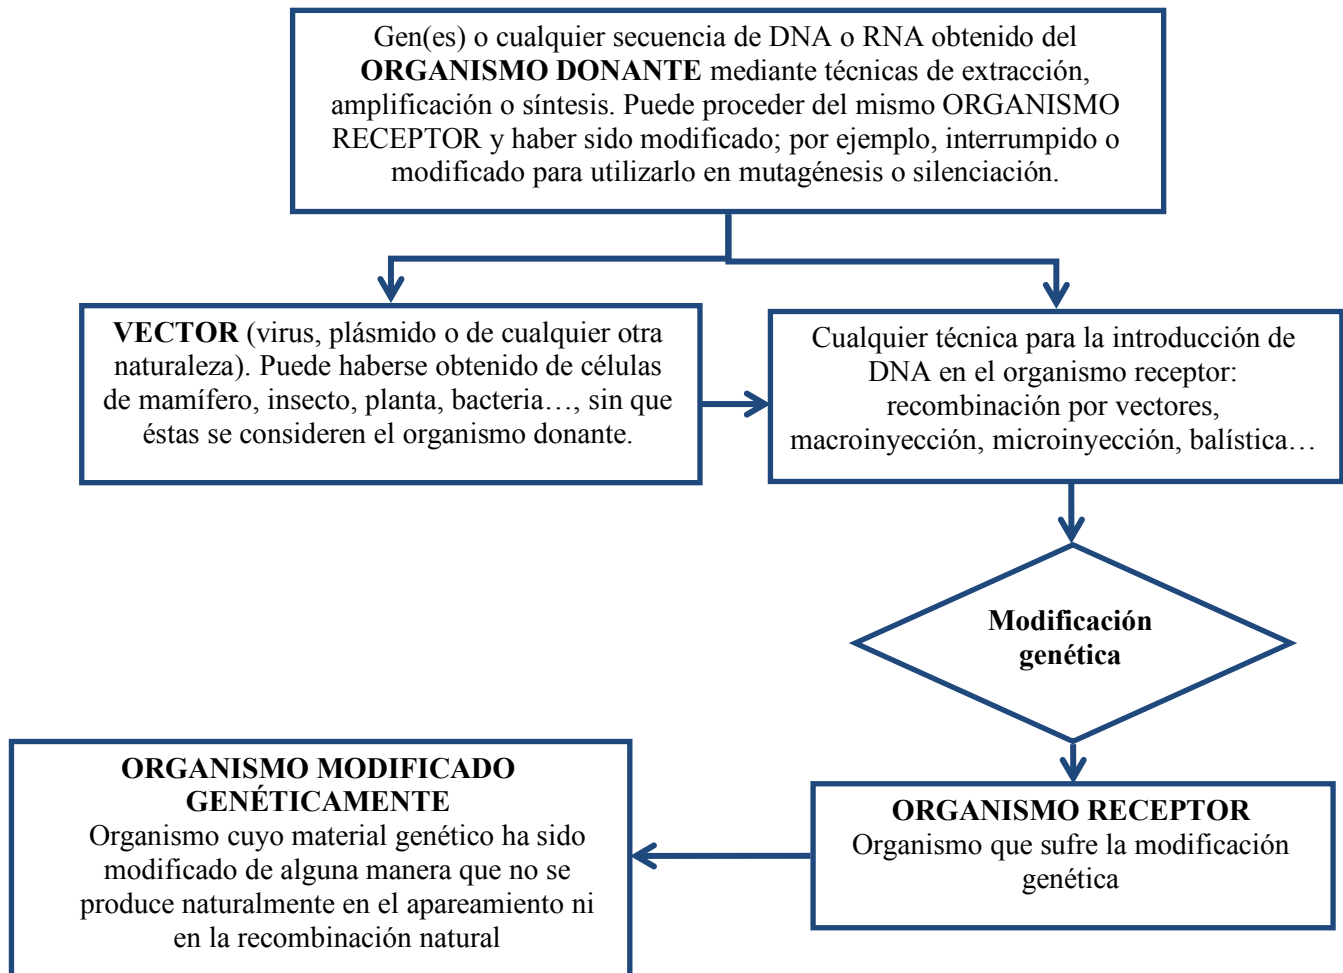 Gen(es) o cualquier secuencia de DNA o RNA obtenido del
ORGANISMO DONANTE mediante técnicas de extracción,
amplificación o síntesis. Puede proceder del mismo ORGANISMO
RECEPTOR y haber sido modificado; por ejemplo, interrumpido o
modificado para utilizarlo en mutagénesis o silenciación.
VECTOR (virus, plásmido o de cualquier otra
naturaleza). Puede haberse obtenido de células
de mamífero, insecto, planta, bacteria…, sin que
éstas se consideren el organismo donante.
Cualquier técnica para la introducción de
DNA en el organismo receptor:
recombinación por vectores,
macroinyección, microinyección, balística…
Modificación
genética
ORGANISMO RECEPTOR
Organismo que sufre la modificación
genética
ORGANISMO MODIFICADO
GENÉTICAMENTE
Organismo cuyo material genético ha sido
modificado de alguna manera que no se
produce naturalmente en el apareamiento ni
en la recombinación natural